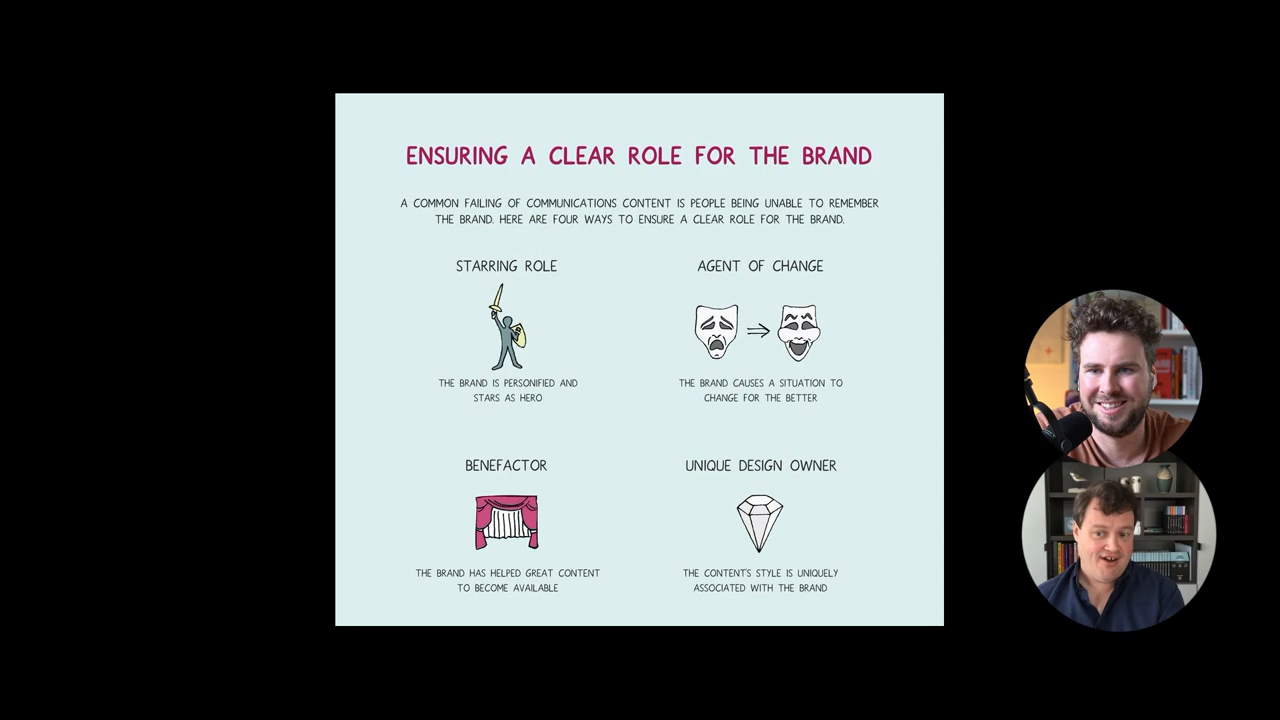 ENSURING A CLEAR ROLE FOR THE BRAND
A COMMON FAILING OF COMMUNICATIONS CONTENT IS PEOPLE BEING UNABLE TO REMEMBER
THE BRAND. HERE ARE FOUR WAYS TO ENSURE A CLEAR ROLE FOR THE BRAND.
STARRING ROLE
THE BRAND IS PERSONIFIED AND
STARS AS HERO
AGENT OF CHANGE
THE BRAND CAUSES A SITUATION TO
CHANGE FOR THE BETTER
BENEFACTOR
THE BRAND HAS HELPED GREAT CONTENT
TO BECOME AVAILABLE
UNIQUE DESIGN OWNER
THE CONTENT'S STYLE IS UNIQUELY
ASSOCIATED WITH THE BRAND